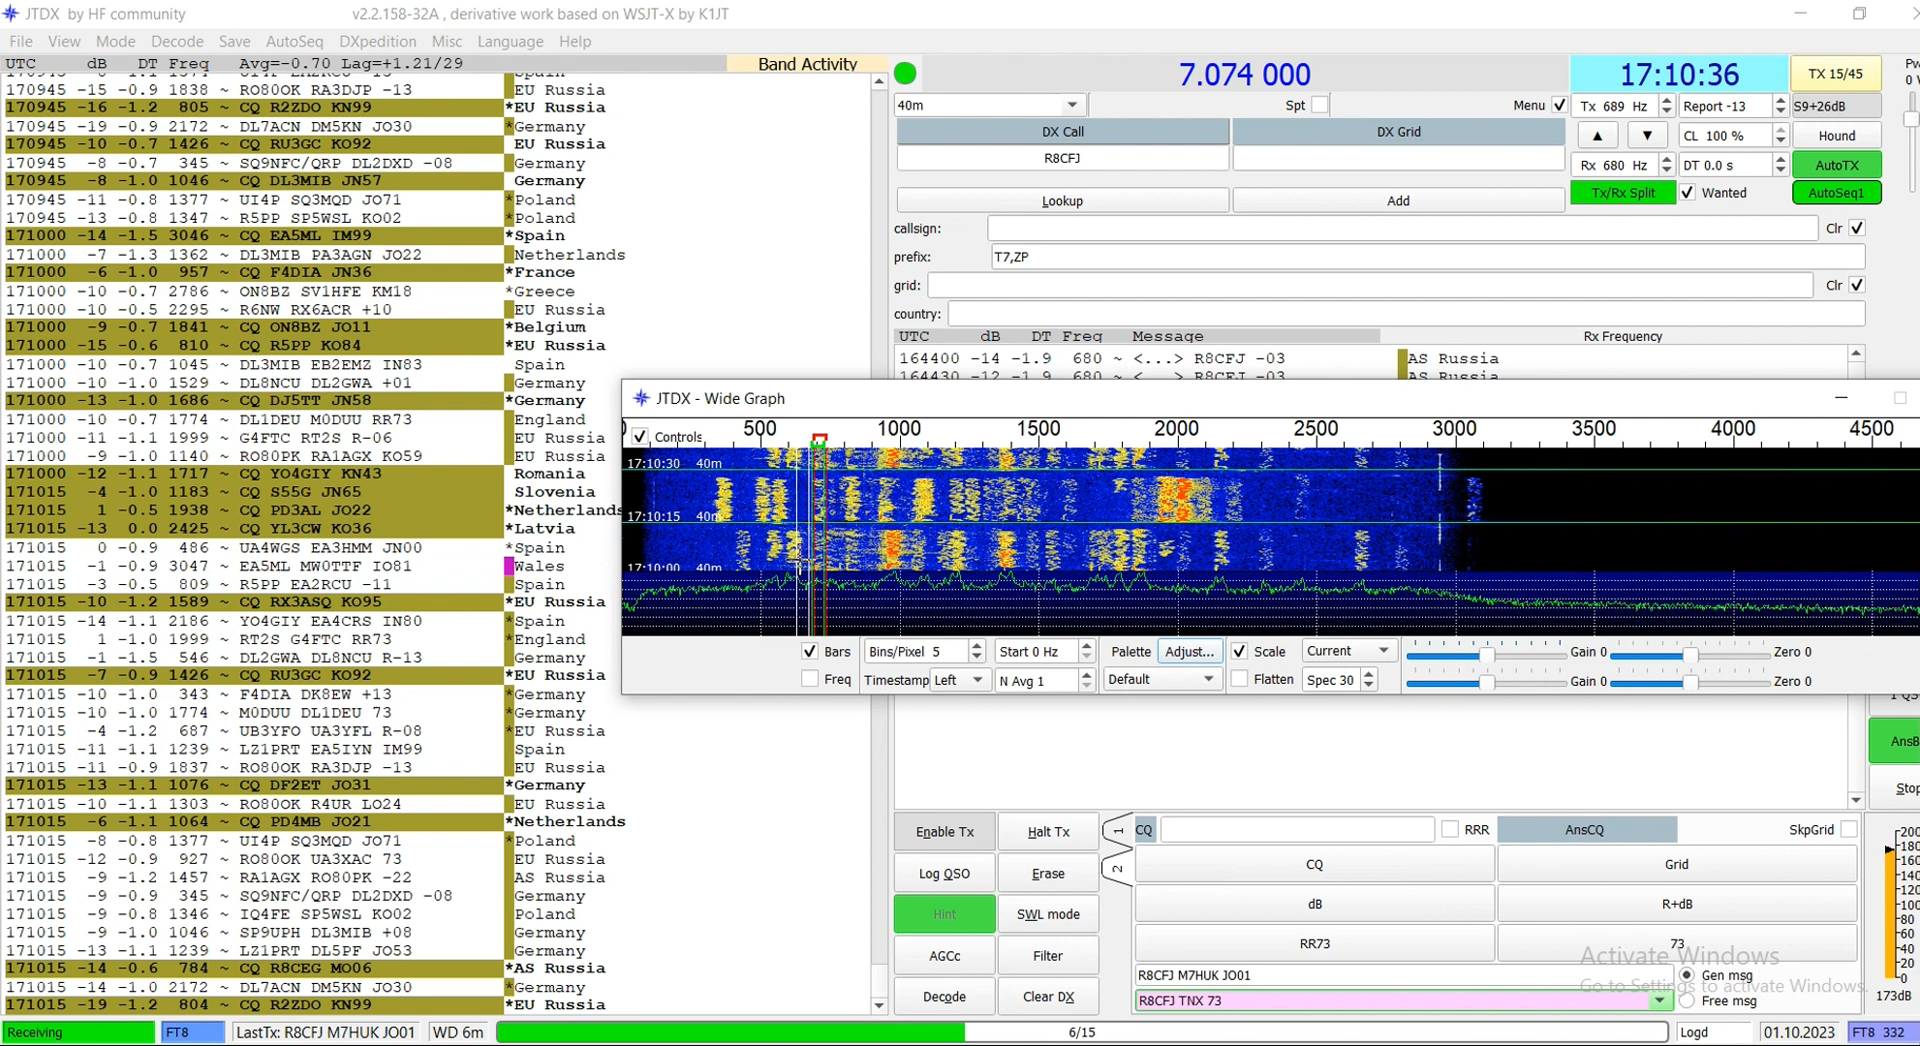 JTDX by HF community v2.2.158-32A , derivative work based on WSJT-X by K1JT
File View Mode Decode Save AutoSeq DXpedition Misc Language Help
UTC dB DT Freq Avg=-0.70 Lag=+1.21/29 Band Activity
170945 -15 -0.9 1838 ~ RO80OK RA3DJP -13 EU Russia
170945 -16 -1.2 805 ~ CQ R2ZDO KN99 *EU Russia
170945 -19 -0.9 2172 ~ DL7ACN DM5KN JO30 *Germany
170945 -10 -0.7 1426 ~ CQ RU3GC KO92 EU Russia
170945 -8 -0.7 345 ~ SQ9NFC/QRP DL2DXD -08 Germany
170945 -8 -1.0 1046 ~ CQ DL3MIB JN57 Germany
170945 -11 -0.8 1377 ~ UI4P SQ3MQD JO71 *Poland
170945 -13 -0.8 1347 ~ R5PP SP5WSL KO02 *Poland
171000 -14 -1.5 3046 ~ CQ EA5ML IM99 *Spain
171000 -7 -1.3 1362 ~ DL3MIB PA3AGN JO22 Netherlands
171000 -6 -1.0 957 ~ CQ F4DIA JN36 *France
171000 -10 -0.7 2786 ~ ON8BZ SV1HFE KM18 *Greece
171000 -10 -0.5 2295 ~ R6NW RX6ACR +10 EU Russia
171000 -9 -0.7 1841 ~ CQ ON8BZ JO11 *Belgium
171000 -15 -0.6 810 ~ CQ R5PP KO84 *EU Russia
171000 -10 -0.7 1045 ~ DL3MIB EB2EMZ IN83 Spain
171000 -10 -1.0 1529 ~ DL8NCU DL2GWA +01 Germany
171000 -13 -1.0 1686 ~ CQ DJ5TT JN58 *Germany
171000 -10 -0.7 1774 ~ DL1DEU M0DUU RR73 England
171000 -11 -1.1 1999 ~ G4FTC RT2S R-06 EU Russia
171000 -9 -1.0 1140 ~ RO80PK RA1AGX KO59 EU Russia
171000 -12 -1.1 1717 ~ CQ YO4GIY KN43 Romania
171015 -4 -1.0 1183 ~ CQ S55G JN65 Slovenia
171015 1 -0.5 1938 ~ CQ PD3AL JO22 *Netherlands
171015 -13 0.0 2425 ~ CQ YL3CW KO36 *Latvia
171015 0 -0.9 486 ~ UA4WGS EA3HMM JN00 *Spain
171015 -1 -0.9 3047 ~ EA5ML MW0TTF IO81 Wales
171015 -3 -0.5 809 ~ R5PP EA2RCU -11 Spain
171015 -10 -1.2 1589 ~ CQ RX3ASQ KO95 *EU Russia
171015 -14 -1.1 2186 ~ YO4GIY EA4CRS IN80 *Spain
171015 1 -1.0 1999 ~ RT2S G4FTC RR73 *England
171015 -1 -1.5 546 ~ DL2GWA DL8NCU R-13 Germany
171015 -7 -0.9 1426 ~ CQ RU3GC KO92 *EU Russia
171015 -10 -1.0 343 ~ F4DIA DK8EW +13 *Germany
171015 -10 -1.0 1774 ~ M0DUU DL1DEU 73 *Germany
171015 -4 -1.2 687 ~ UB3YFO UA3YFL R-08 *EU Russia
171015 -11 -1.1 1239 ~ LZ1PRT EA5IYN IM99 Spain
171015 -11 -0.9 1837 ~ RO80OK RA3DJP -13 EU Russia
171015 -13 -1.1 1076 ~ CQ DF2ET JO31 *Germany
171015 -10 -1.1 1303 ~ RO80OK R4UR LO24 EU Russia
171015 -6 -1.1 1064 ~ CQ PD4MB JO21 *Netherlands
171015 -8 -0.8 1377 ~ UI4P SQ3MQD JO71 *Poland
171015 -12 -0.9 927 ~ RO80OK UA3XAC 73 EU Russia
171015 -9 -1.2 1457 ~ RA1AGX RO80PK -22 AS Russia
171015 -9 -0.9 345 ~ SQ9NFC/QRP DL2DXD -08 Germany
171015 -9 -0.8 1346 ~ IQ4FE SP5WSL KO02 Poland
171015 -9 -1.0 1046 ~ SP9UPH DL3MIB +08 Germany
171015 -13 -1.1 1239 ~ LZ1PRT DL5PF JO53 Germany
171015 -14 -0.6 784 ~ CQ R8CEG MO06 *AS Russia
171015 -14 -1.0 2172 ~ DL7ACN DM5KN JO30 *Germany
171015 -19 -1.2 804 ~ CQ R2ZDO KN99 *EU Russia
7.074 000 17:10:36 TX 15/45
40m Spt Menu Tx 689 Hz Report -13 S9+26dB
DX Call DX Grid CL 100 % Hound
R8CFJ Rx 680 Hz DT 0.0 s AutoTX
Lookup Add Tx/Rx Split Wanted AutoSeq1
callsign: Clr
prefix: T7,ZP
grid: Clr
country:
UTC dB DT Freq Message Rx Frequency
164400 -14 -1.9 680 ~ <...> R8CFJ -03 AS Russia
164430 -12 -1.9 680 ~ <...> R8CFJ -03 AS Russia
JTDX - Wide Graph
Controls 500 1000 1500 2000 2500 3000 3500 4000 4500
17:10:30 40m
17:10:15 40m
17:10:00 40m
Bars Bins/Pixel 5 Start 0 Hz Palette Adjust... Scale Current Gain 0 Zero 0
Freq Timestamp Left N Avg 1 Default Flatten Spec 30 Gain 0 Zero 0
AnsB
Stop
Enable Tx Halt Tx 1 CQ RRR AnsCQ SkpGrid
2 CQ Grid
Log QSO Erase
dB R+dB
Hint SWL mode
RR73 73
AGCc Filter
R8CFJ M7HUK JO01 Gen msg
Decode Clear DX R8CFJ TNX 73 Free msg
Activate Windows
Go to Settings to activate Windows.
200
180
160
140
120
100
80
60
40
20
0
173dB
Receiving FT8 LastTx: R8CFJ M7HUK JO01 WD 6m 6/15 Logd 01.10.2023 FT8 332